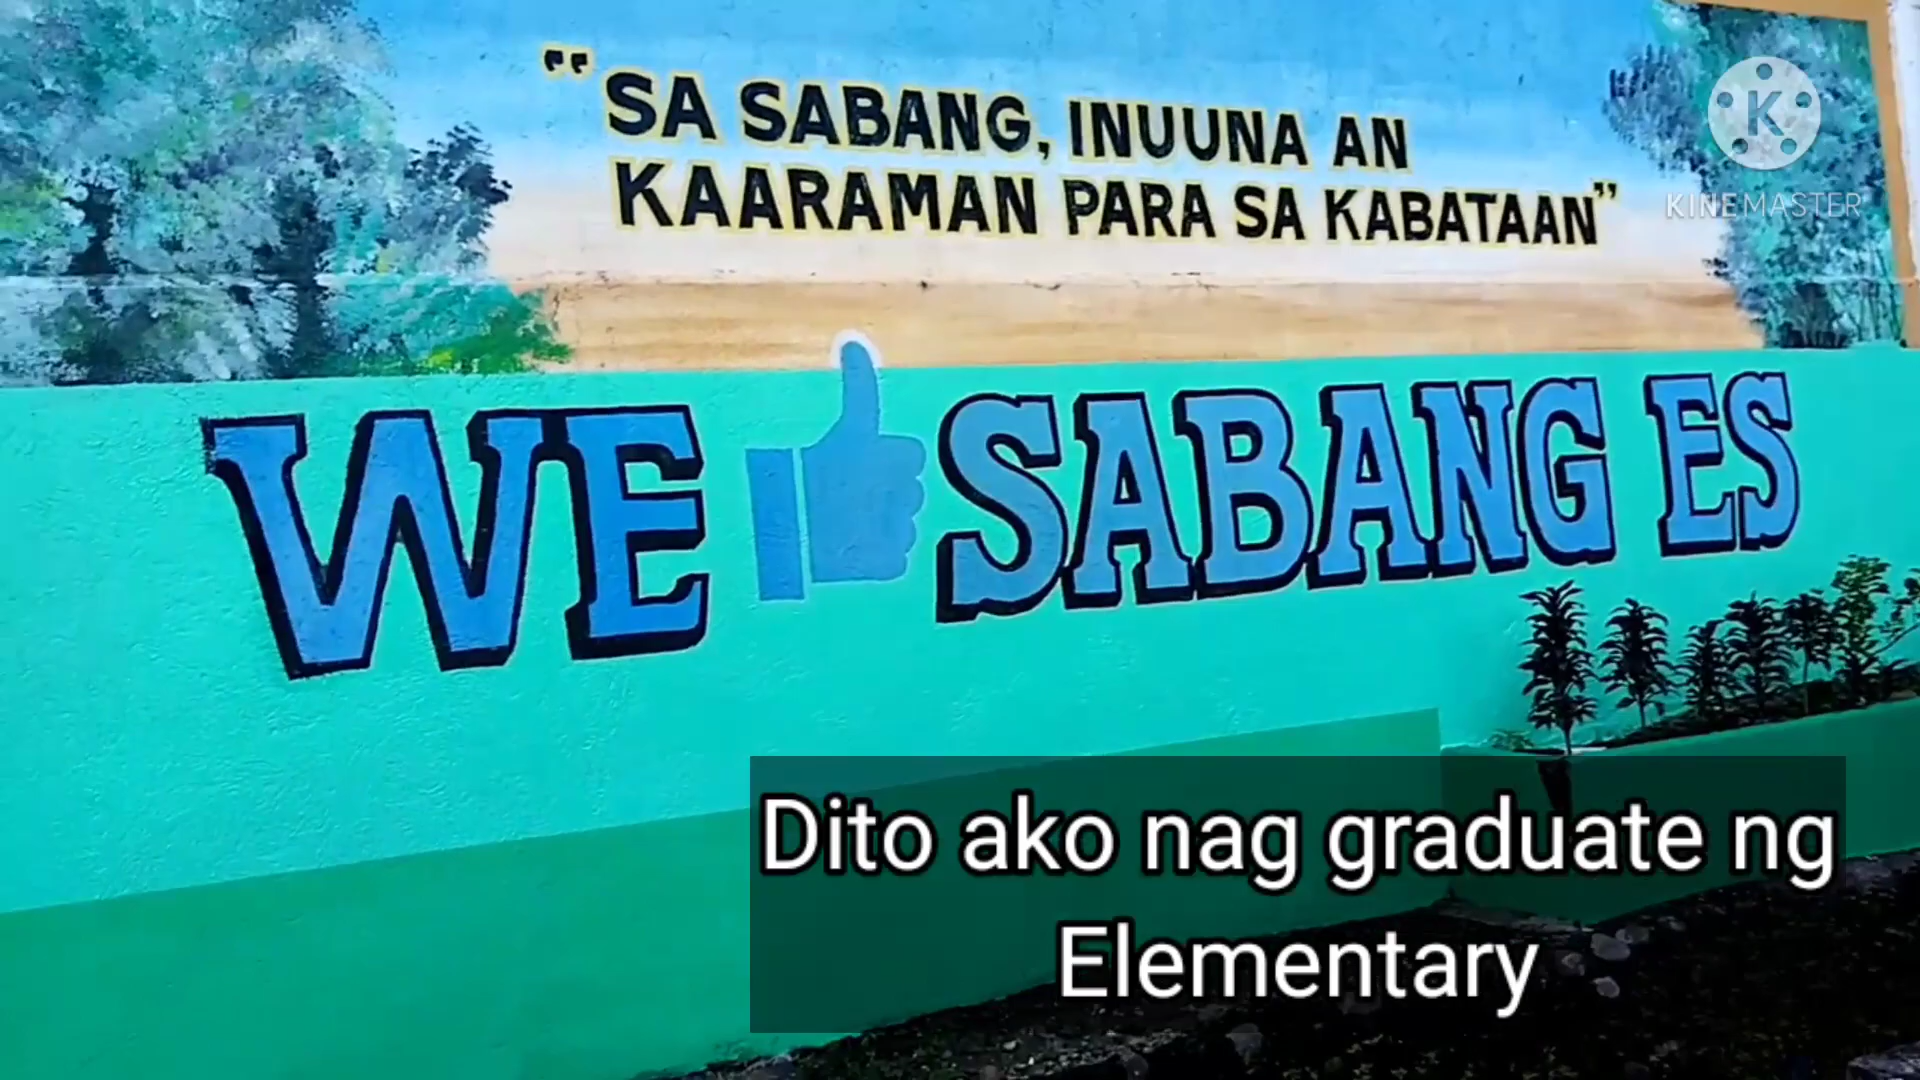 "SA SABANG, INUUNA AN
KAARAMAN PARA SA KABATAAN"
K
KINEMASTER
WE SABANG ES
Dito ako nag graduate ng
Elementary